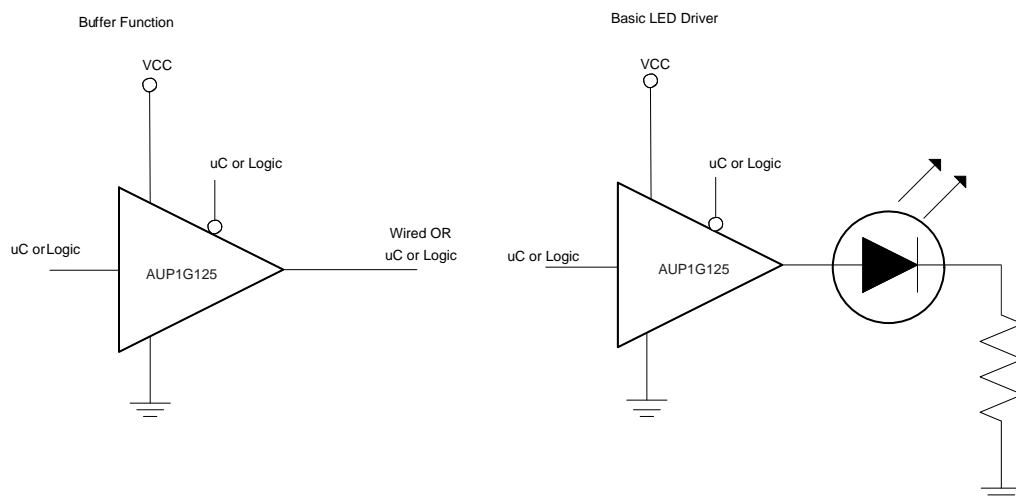 Buffer Function
VCC
uC or Logic
uC orLogic
AUP1G125
Wired OR
uC or Logic
Basic LED Driver
VCC
uC or Logic
uC or Logic
AUP1G125